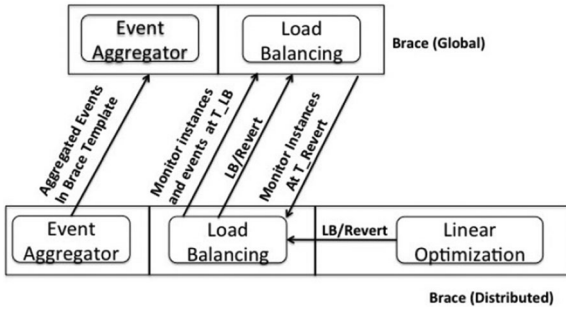 Event
Aggregator
Load
Balancing
Brace (Global)
Aggregated Events
In Brace Template
Monitor instances
and events at T_LB
LB/Revert
Monitor Instances
At T_Revert
Event
Aggregator
Load
Balancing
LB/Revert
Linear
Optimization
Brace (Distributed)